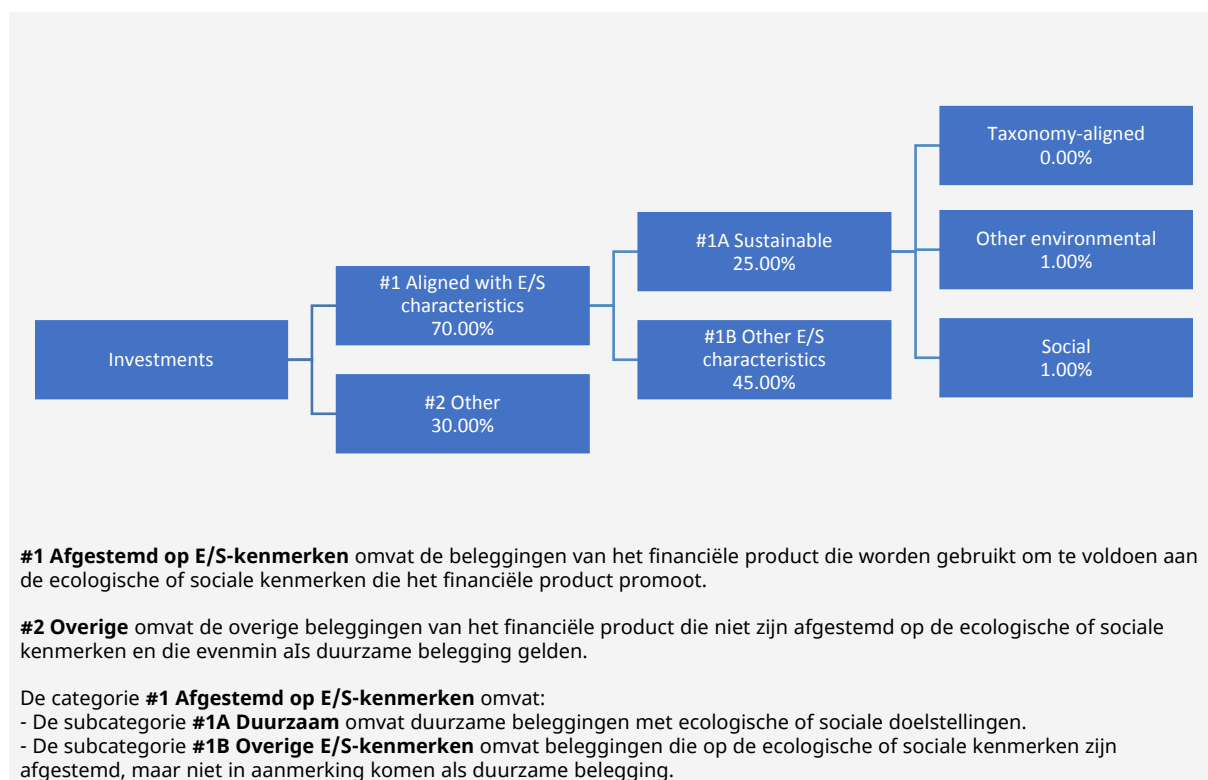 Taxonomy-aligned
0.00%
#1A Sustainable
25.00%
Other environmental
1.00%
#1 Aligned with E/S
characteristics
70.00%
Investments
#1B Other E/S
characteristics
45.00%
Social
1.00%
#2 Other
30.00%
#1 Afgestemd op E/S-kenmerken omvat de beleggingen van het financiële product die worden gebruikt om te voldoen aan
de ecologische of sociale kenmerken die het financiële product promoot.
#2 Overige omvat de overige beleggingen van het financiële product die niet zijn afgestemd op de ecologische of sociale
kenmerken en die evenmin als duurzame belegging gelden.
De categorie #1 Afgestemd op E/S-kenmerken omvat:
- De subcategorie #1A Duurzaam omvat duurzame beleggingen met ecologische of sociale doelstellingen.
- De subcategorie #1B Overige E/S-kenmerken omvat beleggingen die op de ecologische of sociale kenmerken zijn
afgestemd, maar niet in aanmerking komen als duurzame belegging.